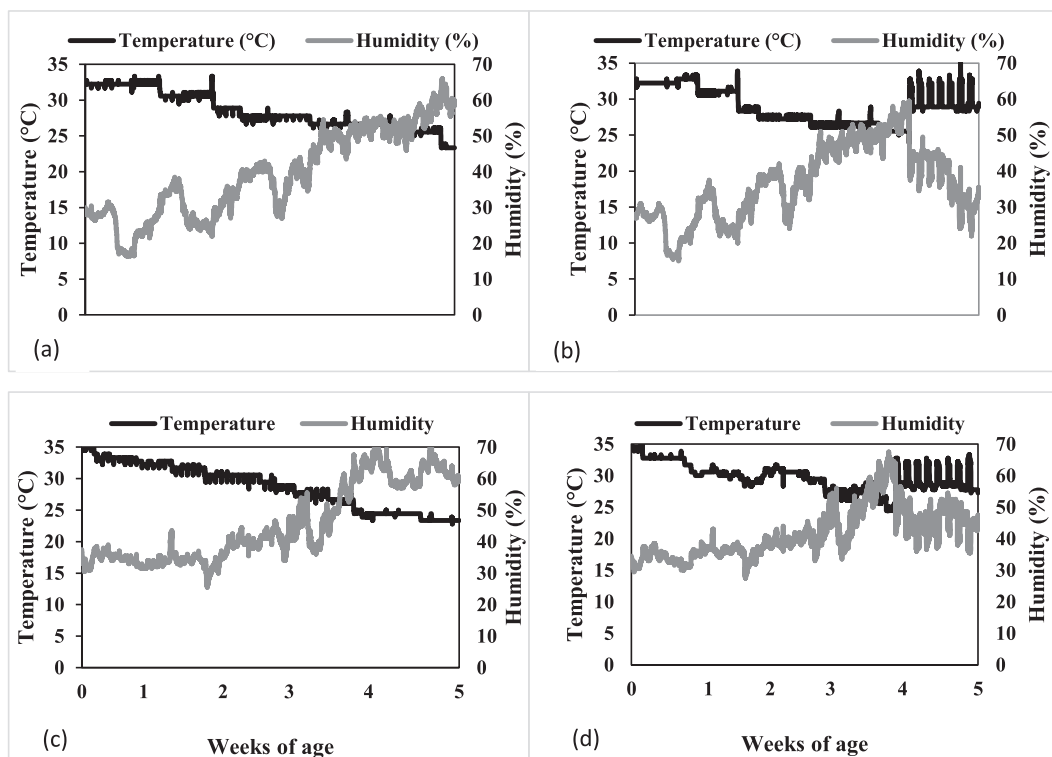 Temperature (°C) Humidity (%)
35 70
30 60
25 50
20 40
15 30
10 20
5 10
0 0
Temperature (°C)
Humidity (%)
(a)
Temperature (°C) Humidity (%)
35 70
30 60
25 50
20 40
15 30
10 20
5 10
0 0
Temperature (°C)
Humidity (%)
(b)
Temperature Humidity
35 70
30 60
25 50
20 40
15 30
10 20
5 10
0 0
Temperature (°C)
Humidity (%)
0 1 2 3 4 5
(c) Weeks of age
Temperature Humidity
35 70
30 60
25 50
20 40
15 30
10 20
5 10
0 0
Temperature (°C)
Humidity (%)
0 1 2 3 4 5
(d) Weeks of age